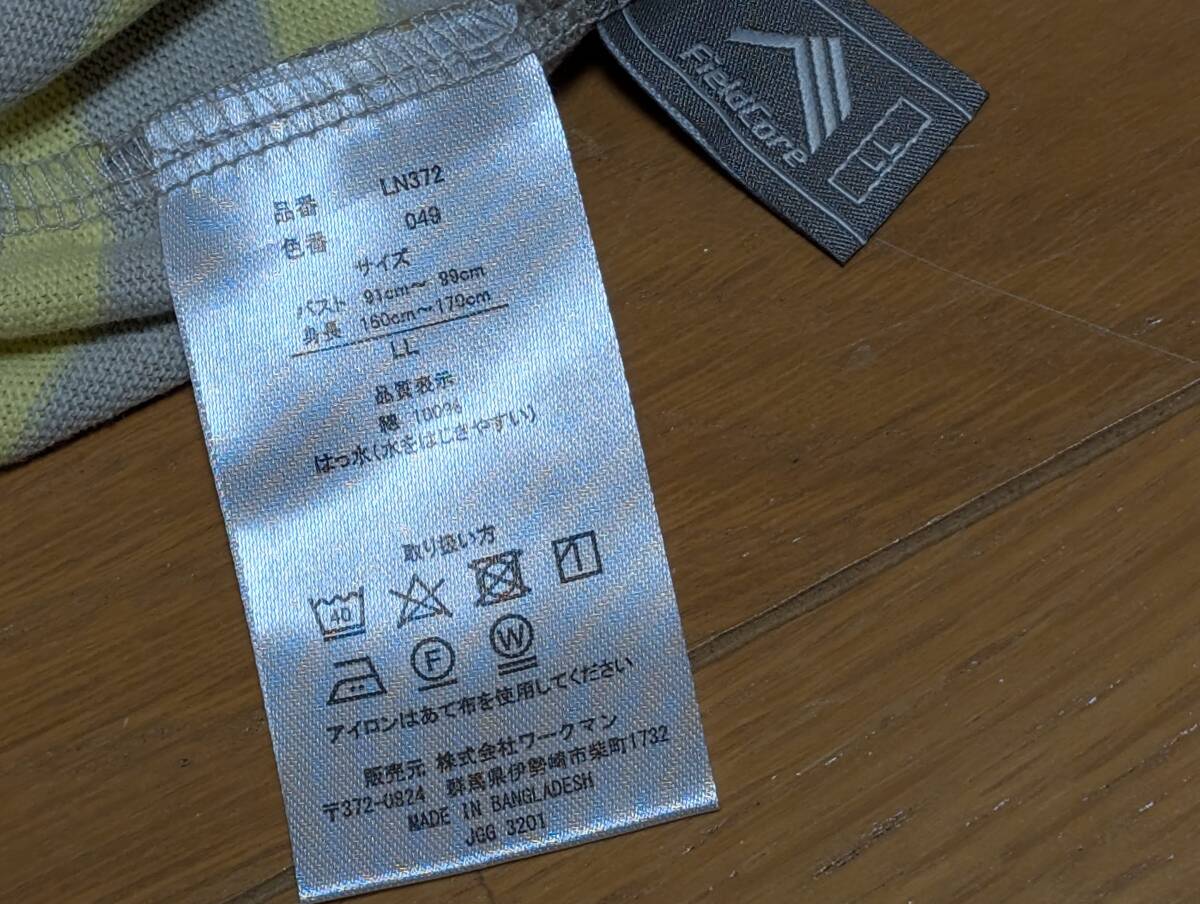 FieldCore
LL
品番 LN372
色番 049
サイズ
バスト 91cm～ 99cm
身長 160cm～170cm
LL
品質表示
綿 100%
はっ水(水をはじきやすい)
取り扱い方
40
F W
アイロンはあて布を使用してください
販売元 株式会社ワークマン
〒372-0824 群馬県伊勢崎市柴町1732
MADE IN BANGLADESH
JGG 3201